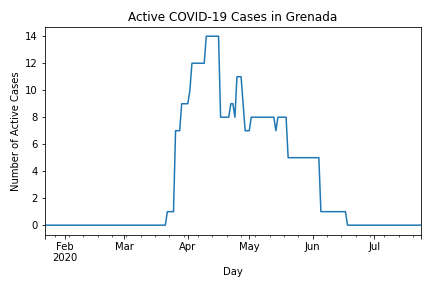 Active COVID-19 Cases in Grenada
Number of Active Cases
14
12
10
8
6
4
2
0
Feb Mar Apr May Jun Jul
2020
Day